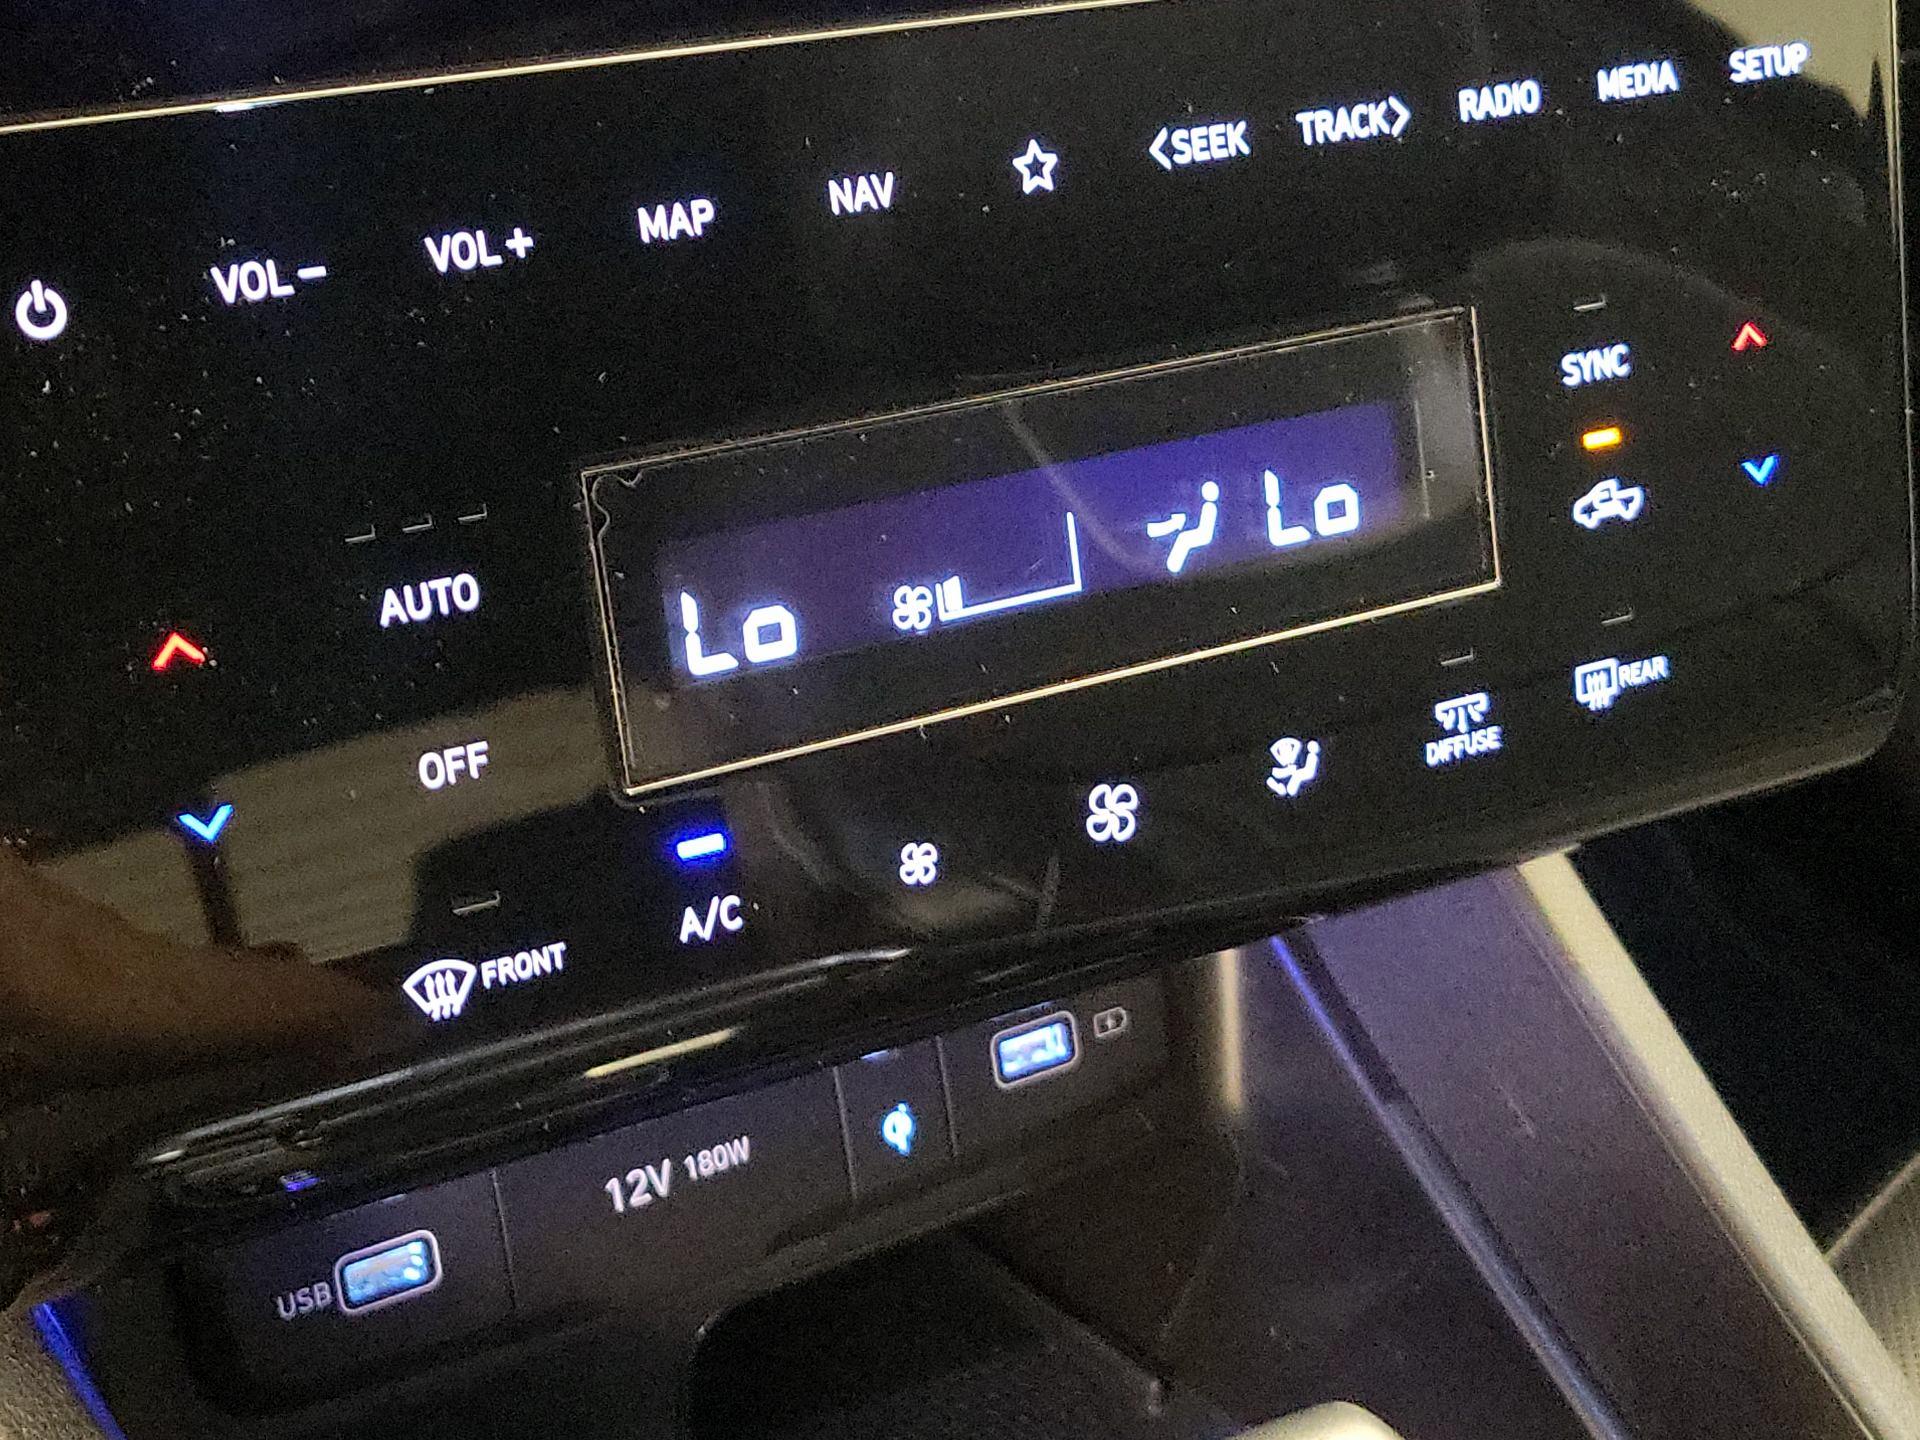 VOL − VOL + MAP NAV <SEEK TRACK> RADIO MEDIA SETUP
SYNC
AUTO
Lo Lo
OFF
A/C
DIFFUSE
REAR
FRONT
USB
12V 180W